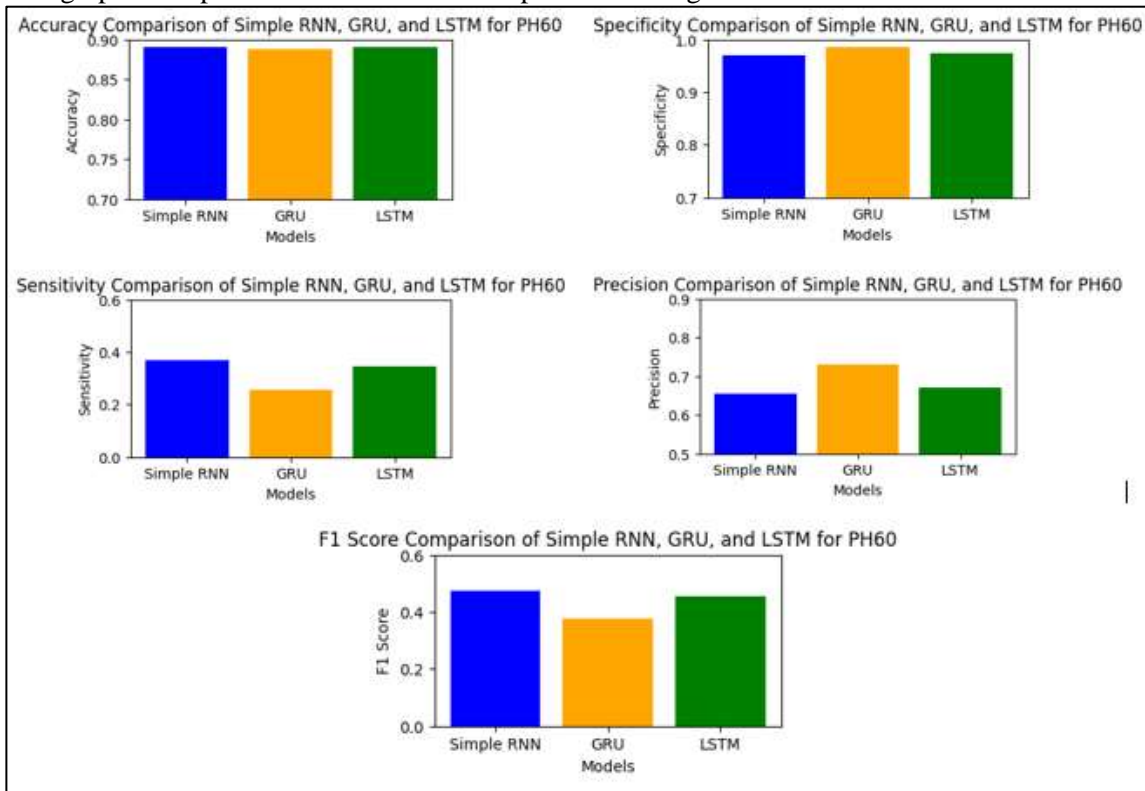 Accuracy Comparison of Simple RNN, GRU, and LSTM for PH60
0.90
0.85
0.80
0.75
0.70
Accuracy
Simple RNN GRU LSTM
Models
Specificity Comparison of Simple RNN, GRU, and LSTM for PH60
1.0
0.9
0.8
0.7
Specificity
Simple RNN GRU LSTM
Models
Sensitivity Comparison of Simple RNN, GRU, and LSTM for PH60
0.6
0.4
0.2
0.0
Sensitivity
Simple RNN GRU LSTM
Models
Precision Comparison of Simple RNN, GRU, and LSTM for PH60
0.9
0.8
0.7
0.6
0.5
Precision
Simple RNN GRU LSTM
Models
F1 Score Comparison of Simple RNN, GRU, and LSTM for PH60
0.6
0.4
0.2
0.0
F1 Score
Simple RNN GRU LSTM
Models